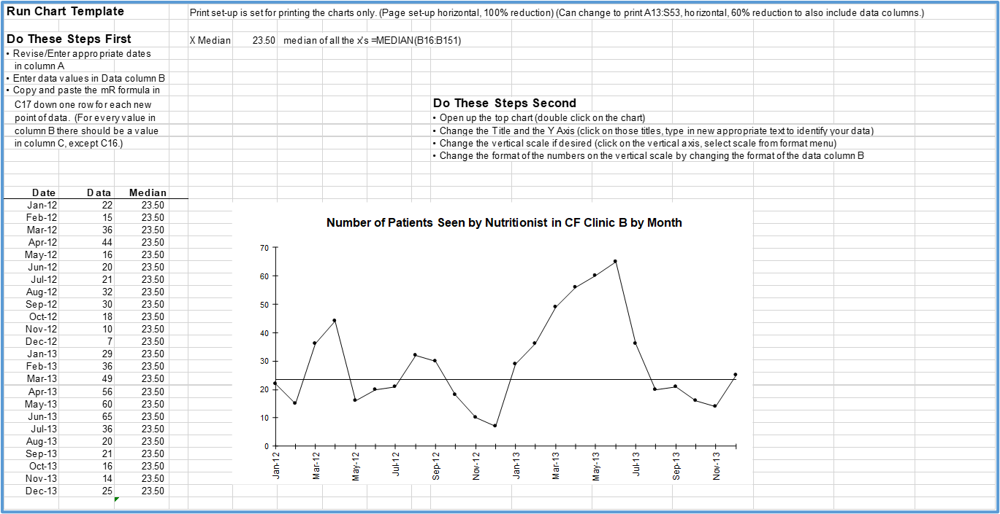 Run Chart Template
Print set-up is set for printing the charts only. (Page set-up horizontal, 100% reduction) (Can change to print A13:S53, horizontal, 60% reduction to also include data columns.)
Do These Steps First
X Median 23.50 median of all the x's =MEDIAN(B16:B151)
• Revise/Enter appropriate dates
in column A
• Enter data values in Data column B
• Copy and paste the mR formula in
C17 down one row for each new
point of data. (For every value in
column B there should be a value
in column C, except C16.)
Do These Steps Second
• Open up the top chart (double click on the chart)
• Change the Title and the Y Axis (click on those titles, type in new appropriate text to identify your data)
• Change the vertical scale if desired (click on the vertical axis, select scale from format menu)
• Change the format of the numbers on the vertical scale by changing the format of the data column B
Date Data Median
Jan-12 22 23.50
Feb-12 15 23.50
Mar-12 36 23.50
Apr-12 44 23.50
May-12 16 23.50
Jun-12 20 23.50
Jul-12 21 23.50
Aug-12 32 23.50
Sep-12 30 23.50
Oct-12 18 23.50
Nov-12 10 23.50
Dec-12 7 23.50
Jan-13 29 23.50
Feb-13 36 23.50
Mar-13 49 23.50
Apr-13 56 23.50
May-13 60 23.50
Jun-13 65 23.50
Jul-13 36 23.50
Aug-13 20 23.50
Sep-13 21 23.50
Oct-13 16 23.50
Nov-13 14 23.50
Dec-13 25 23.50
Number of Patients Seen by Nutritionist in CF Clinic B by Month
70
60
50
40
30
20
10
0
Jan-12
Mar-12
May-12
Jul-12
Sep-12
Nov-12
Jan-13
Mar-13
May-13
Jul-13
Sep-13
Nov-13